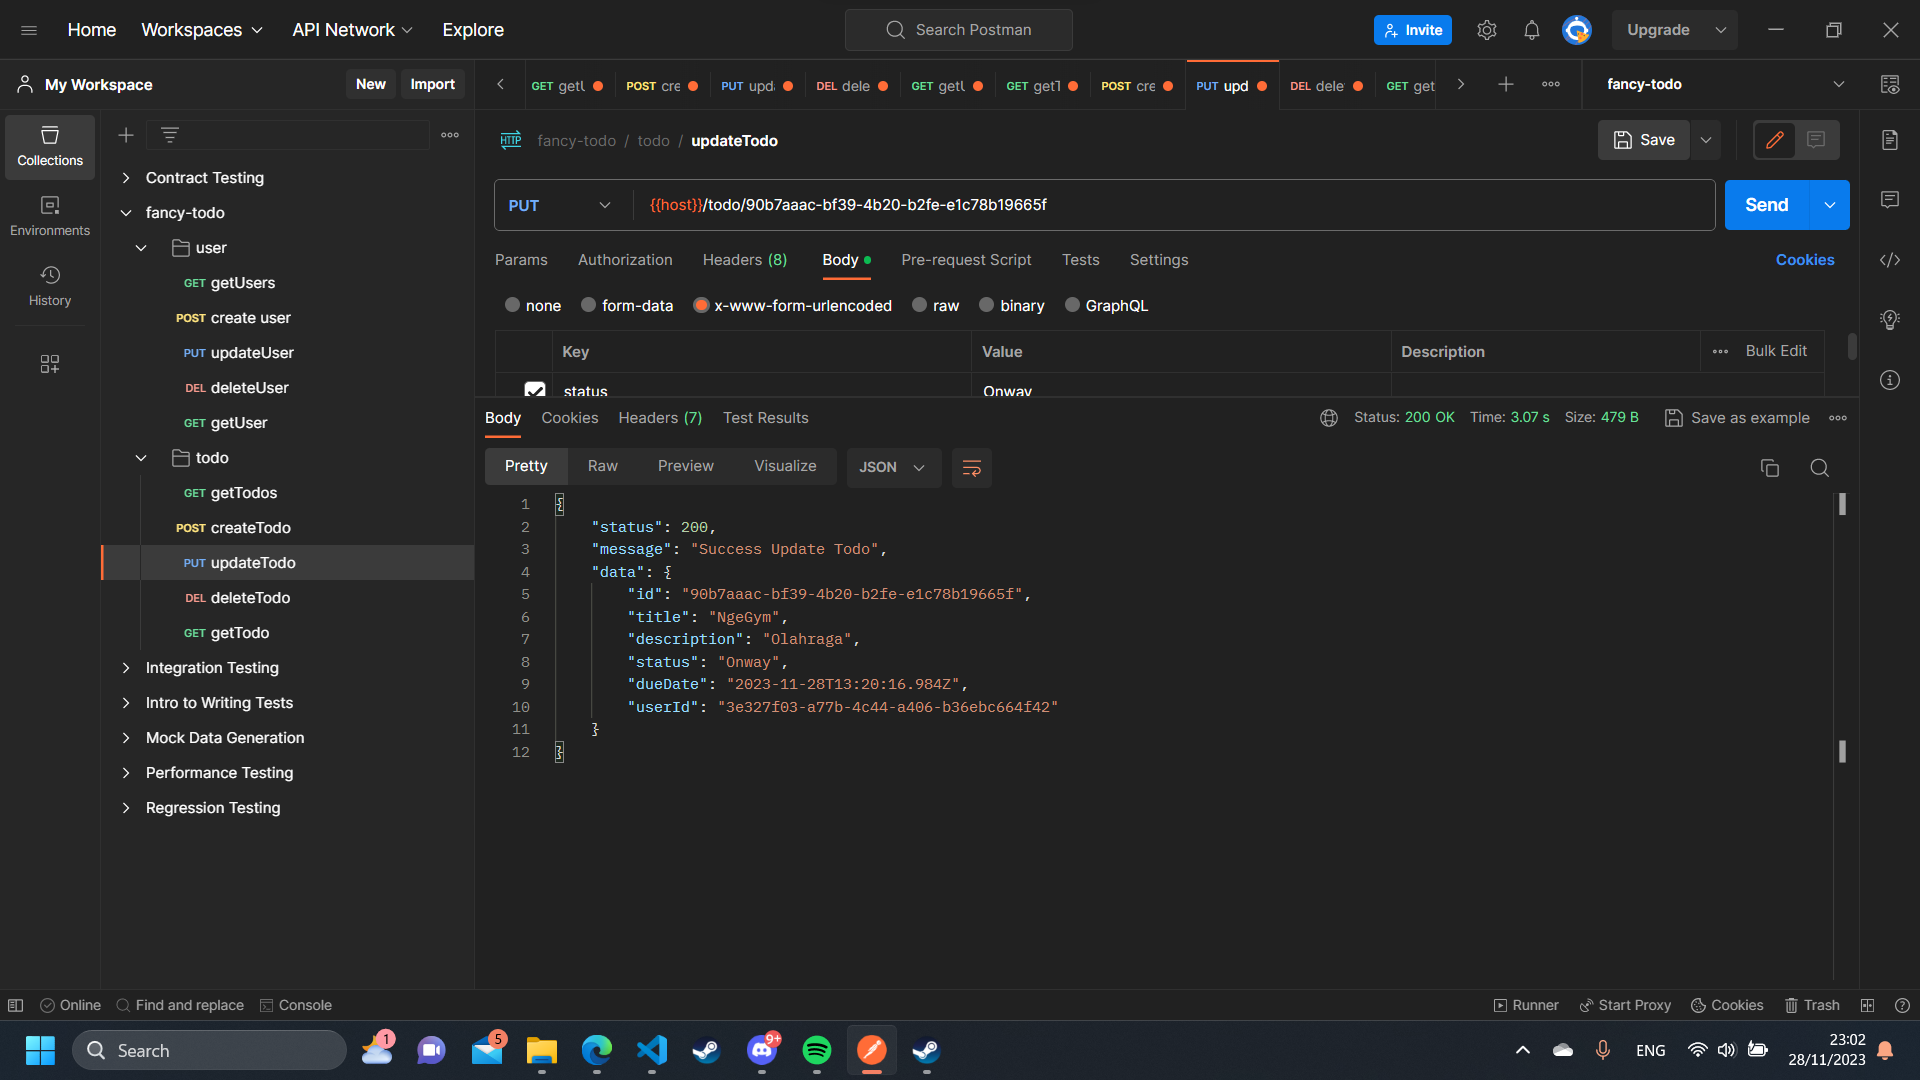 Home
Workspaces
API Network
Explore
Search Postman
Invite
Upgrade
My Workspace
New
Import
GET getU
POST cre
PUT upda
DEL dele
GET getU
GET getT
POST cre
PUT upd
DEL dele
GET get
fancy-todo
Collections
Environments
History
Contract Testing
fancy-todo
user
GET getUsers
POST create user
PUT updateUser
DEL deleteUser
GET getUser
todo
GET getTodos
POST createTodo
PUT updateTodo
DEL deleteTodo
GET getTodo
Integration Testing
Intro to Writing Tests
Mock Data Generation
Performance Testing
Regression Testing
HTTP fancy-todo / todo / updateTodo
Save
PUT
{{host}}/todo/90b7aaac-bf39-4b20-b2fe-e1c78b19665f
Send
Params Authorization Headers (8) Body Pre-request Script Tests Settings
Cookies
none form-data x-www-form-urlencoded raw binary GraphQL
Key Value Description Bulk Edit
status Onway
Body Cookies Headers (7) Test Results
Status: 200 OK Time: 3.07 s Size: 479 B Save as example
Pretty Raw Preview Visualize JSON
1 {
2 "status": 200,
3 "message": "Success Update Todo",
4 "data": {
5 "id": "90b7aaac-bf39-4b20-b2fe-e1c78b19665f",
6 "title": "NgeGym",
7 "description": "Olahraga",
8 "status": "Onway",
9 "dueDate": "2023-11-28T13:20:16.984Z",
10 "userId": "3e327f03-a77b-4c44-a406-b36ebc664f42"
11 }
12 }
Online
Find and replace
Console
Runner
Start Proxy
Cookies
Trash
Search
1
5
9+
ENG
23:02
28/11/2023